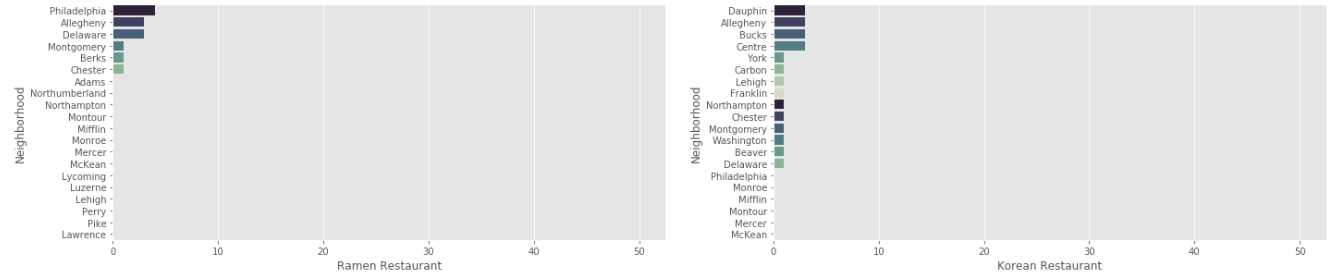 Neighborhood
Philadelphia
Allegheny
Delaware
Montgomery
Berks
Chester
Adams
Northumberland
Northampton
Montour
Mifflin
Monroe
Mercer
McKean
Lycoming
Luzerne
Lehigh
Perry
Pike
Lawrence
0 10 20 30 40 50
Ramen Restaurant
Neighborhood
Dauphin
Allegheny
Bucks
Centre
York
Carbon
Lehigh
Franklin
Northampton
Chester
Montgomery
Washington
Beaver
Delaware
Philadelphia
Monroe
Mifflin
Montour
Mercer
McKean
0 10 20 30 40 50
Korean Restaurant